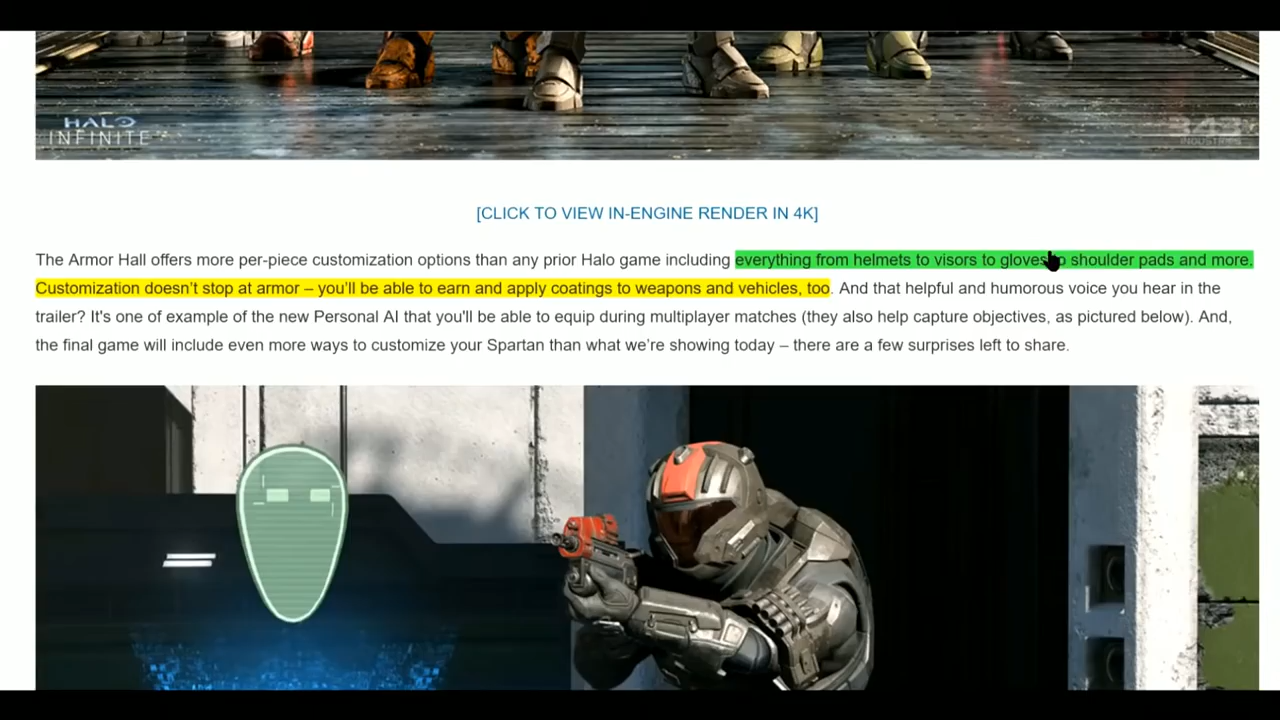 HALO
INFINITE
343
INDUSTRIES
[CLICK TO VIEW IN-ENGINE RENDER IN 4K]
The Armor Hall offers more per-piece customization options than any prior Halo game including everything from helmets to visors to gloves to shoulder pads and more.
Customization doesn’t stop at armor – you’ll be able to earn and apply coatings to weapons and vehicles, too. And that helpful and humorous voice you hear in the
trailer? It's one of example of the new Personal AI that you'll be able to equip during multiplayer matches (they also help capture objectives, as pictured below). And,
the final game will include even more ways to customize your Spartan than what we’re showing today – there are a few surprises left to share.